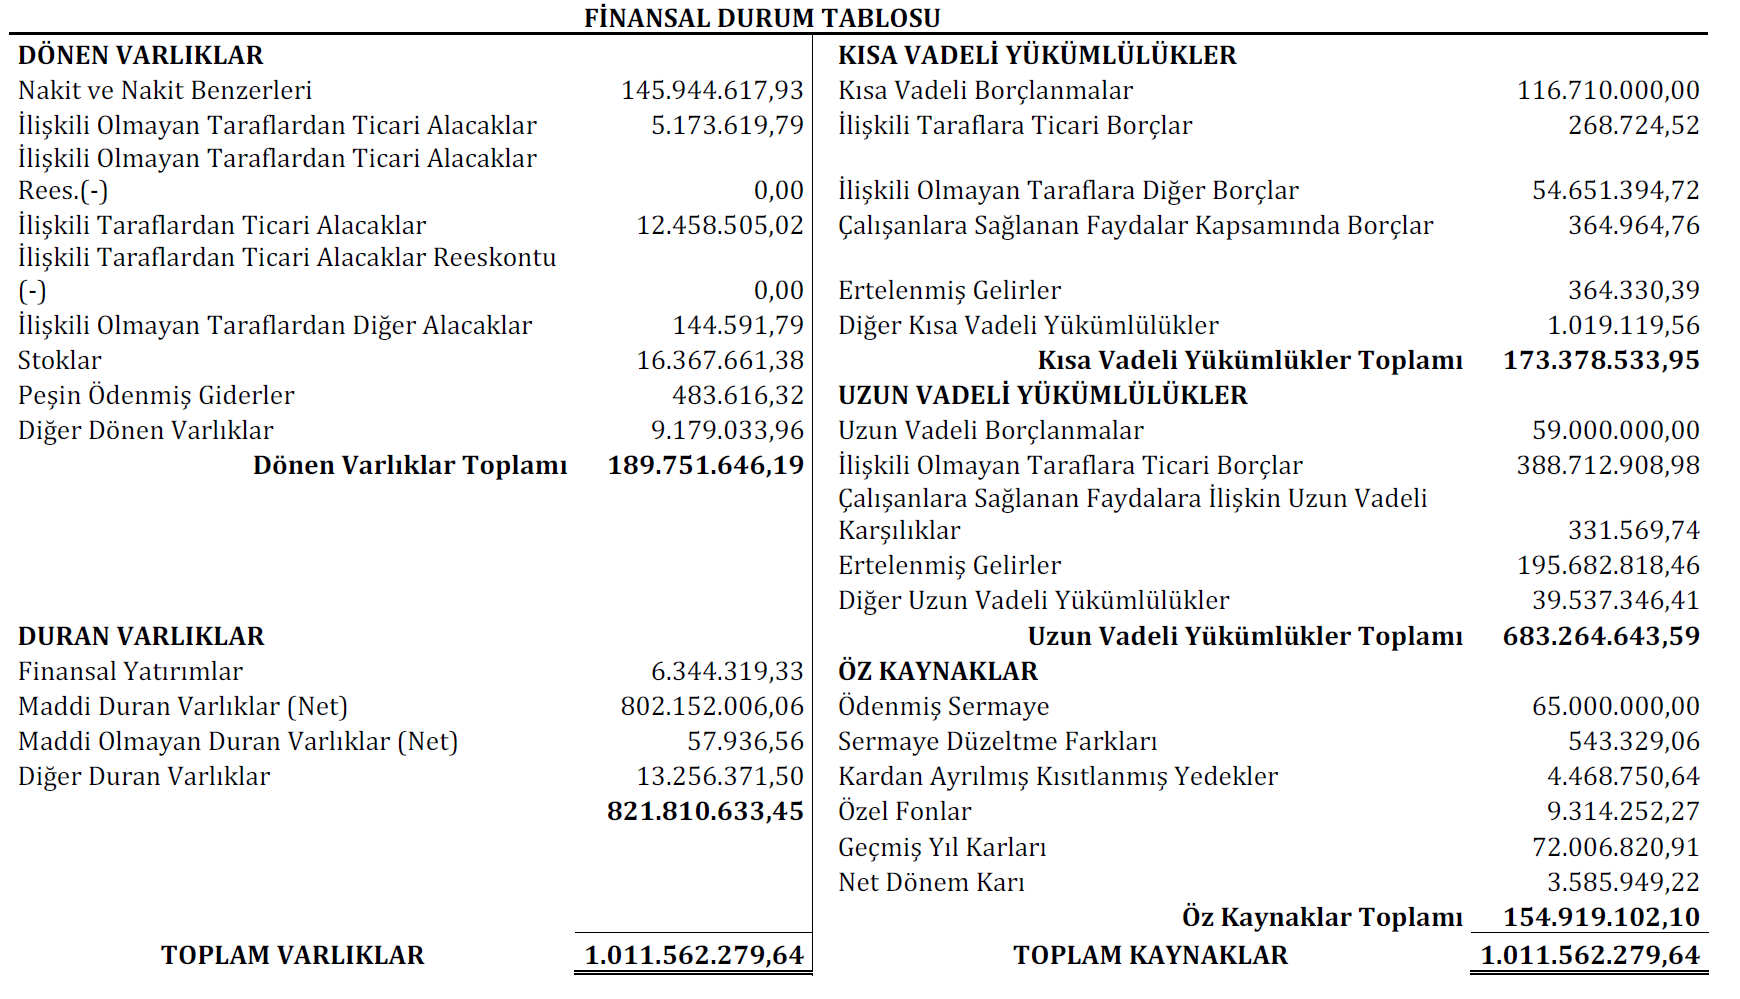 FİNANSAL DURUM TABLOSU
DÖNEN VARLIKLAR
Nakit ve Nakit Benzerleri 145.944.617,93
İlişkili Olmayan Taraflardan Ticari Alacaklar 5.173.619,79
İlişkili Olmayan Taraflardan Ticari Alacaklar
Rees.(-) 0,00
İlişkili Taraflardan Ticari Alacaklar 12.458.505,02
İlişkili Taraflardan Ticari Alacaklar Reeskontu
(-) 0,00
İlişkili Olmayan Taraflardan Diğer Alacaklar 144.591,79
Stoklar 16.367.661,38
Peşin Ödenmiş Giderler 483.616,32
Diğer Dönen Varlıklar 9.179.033,96
Dönen Varlıklar Toplamı 189.751.646,19
DURAN VARLIKLAR
Finansal Yatırımlar 6.344.319,33
Maddi Duran Varlıklar (Net) 802.152.006,06
Maddi Olmayan Duran Varlıklar (Net) 57.936,56
Diğer Duran Varlıklar 13.256.371,50
821.810.633,45
TOPLAM VARLIKLAR 1.011.562.279,64
KISA VADELİ YÜKÜMLÜLÜKLER
Kısa Vadeli Borçlanmalar 116.710.000,00
İlişkili Taraflara Ticari Borçlar 268.724,52
İlişkili Olmayan Taraflara Diğer Borçlar 54.651.394,72
Çalışanlara Sağlanan Faydalar Kapsamında Borçlar 364.964,76
Ertelenmiş Gelirler 364.330,39
Diğer Kısa Vadeli Yükümlülükler 1.019.119,56
Kısa Vadeli Yükümlükler Toplamı 173.378.533,95
UZUN VADELİ YÜKÜMLÜLÜKLER
Uzun Vadeli Borçlanmalar 59.000.000,00
İlişkili Olmayan Taraflara Ticari Borçlar 388.712.908,98
Çalışanlara Sağlanan Faydalara İlişkin Uzun Vadeli
Karşılıklar 331.569,74
Ertelenmiş Gelirler 195.682.818,46
Diğer Uzun Vadeli Yükümlülükler 39.537.346,41
Uzun Vadeli Yükümlükler Toplamı 683.264.643,59
ÖZ KAYNAKLAR
Ödenmiş Sermaye 65.000.000,00
Sermaye Düzeltme Farkları 543.329,06
Kardan Ayrılmış Kısıtlanmış Yedekler 4.468.750,64
Özel Fonlar 9.314.252,27
Geçmiş Yıl Karları 72.006.820,91
Net Dönem Karı 3.585.949,22
Öz Kaynaklar Toplamı 154.919.102,10
TOPLAM KAYNAKLAR 1.011.562.279,64